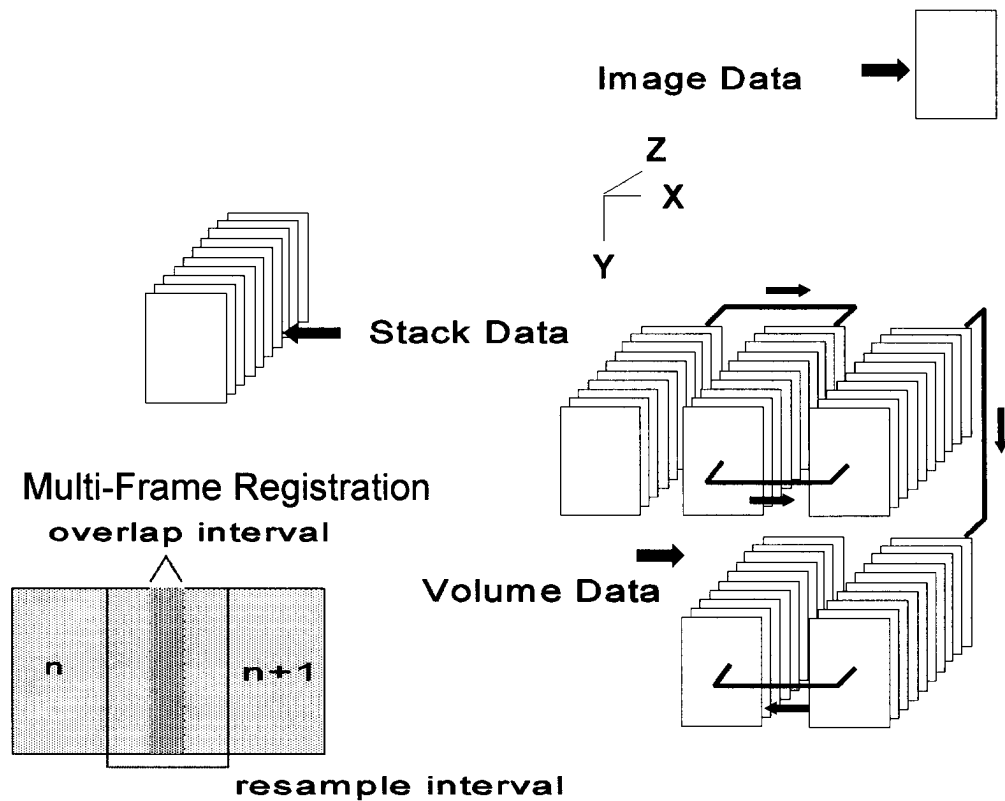 Image Data
Z
X
Y
Stack Data
Multi-Frame Registration
overlap interval
Volume Data
n
n+1
resample interval